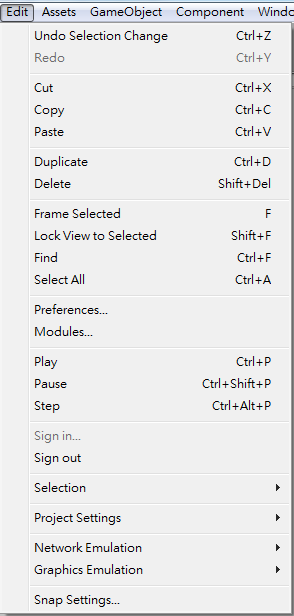 Edit Assets GameObject Component Windo
Undo Selection Change Ctrl+Z
Redo Ctrl+Y
Cut Ctrl+X
Copy Ctrl+C
Paste Ctrl+V
Duplicate Ctrl+D
Delete Shift+Del
Frame Selected F
Lock View to Selected Shift+F
Find Ctrl+F
Select All Ctrl+A
Preferences...
Modules...
Play Ctrl+P
Pause Ctrl+Shift+P
Step Ctrl+Alt+P
Sign in...
Sign out
Selection
Project Settings
Network Emulation
Graphics Emulation
Snap Settings...